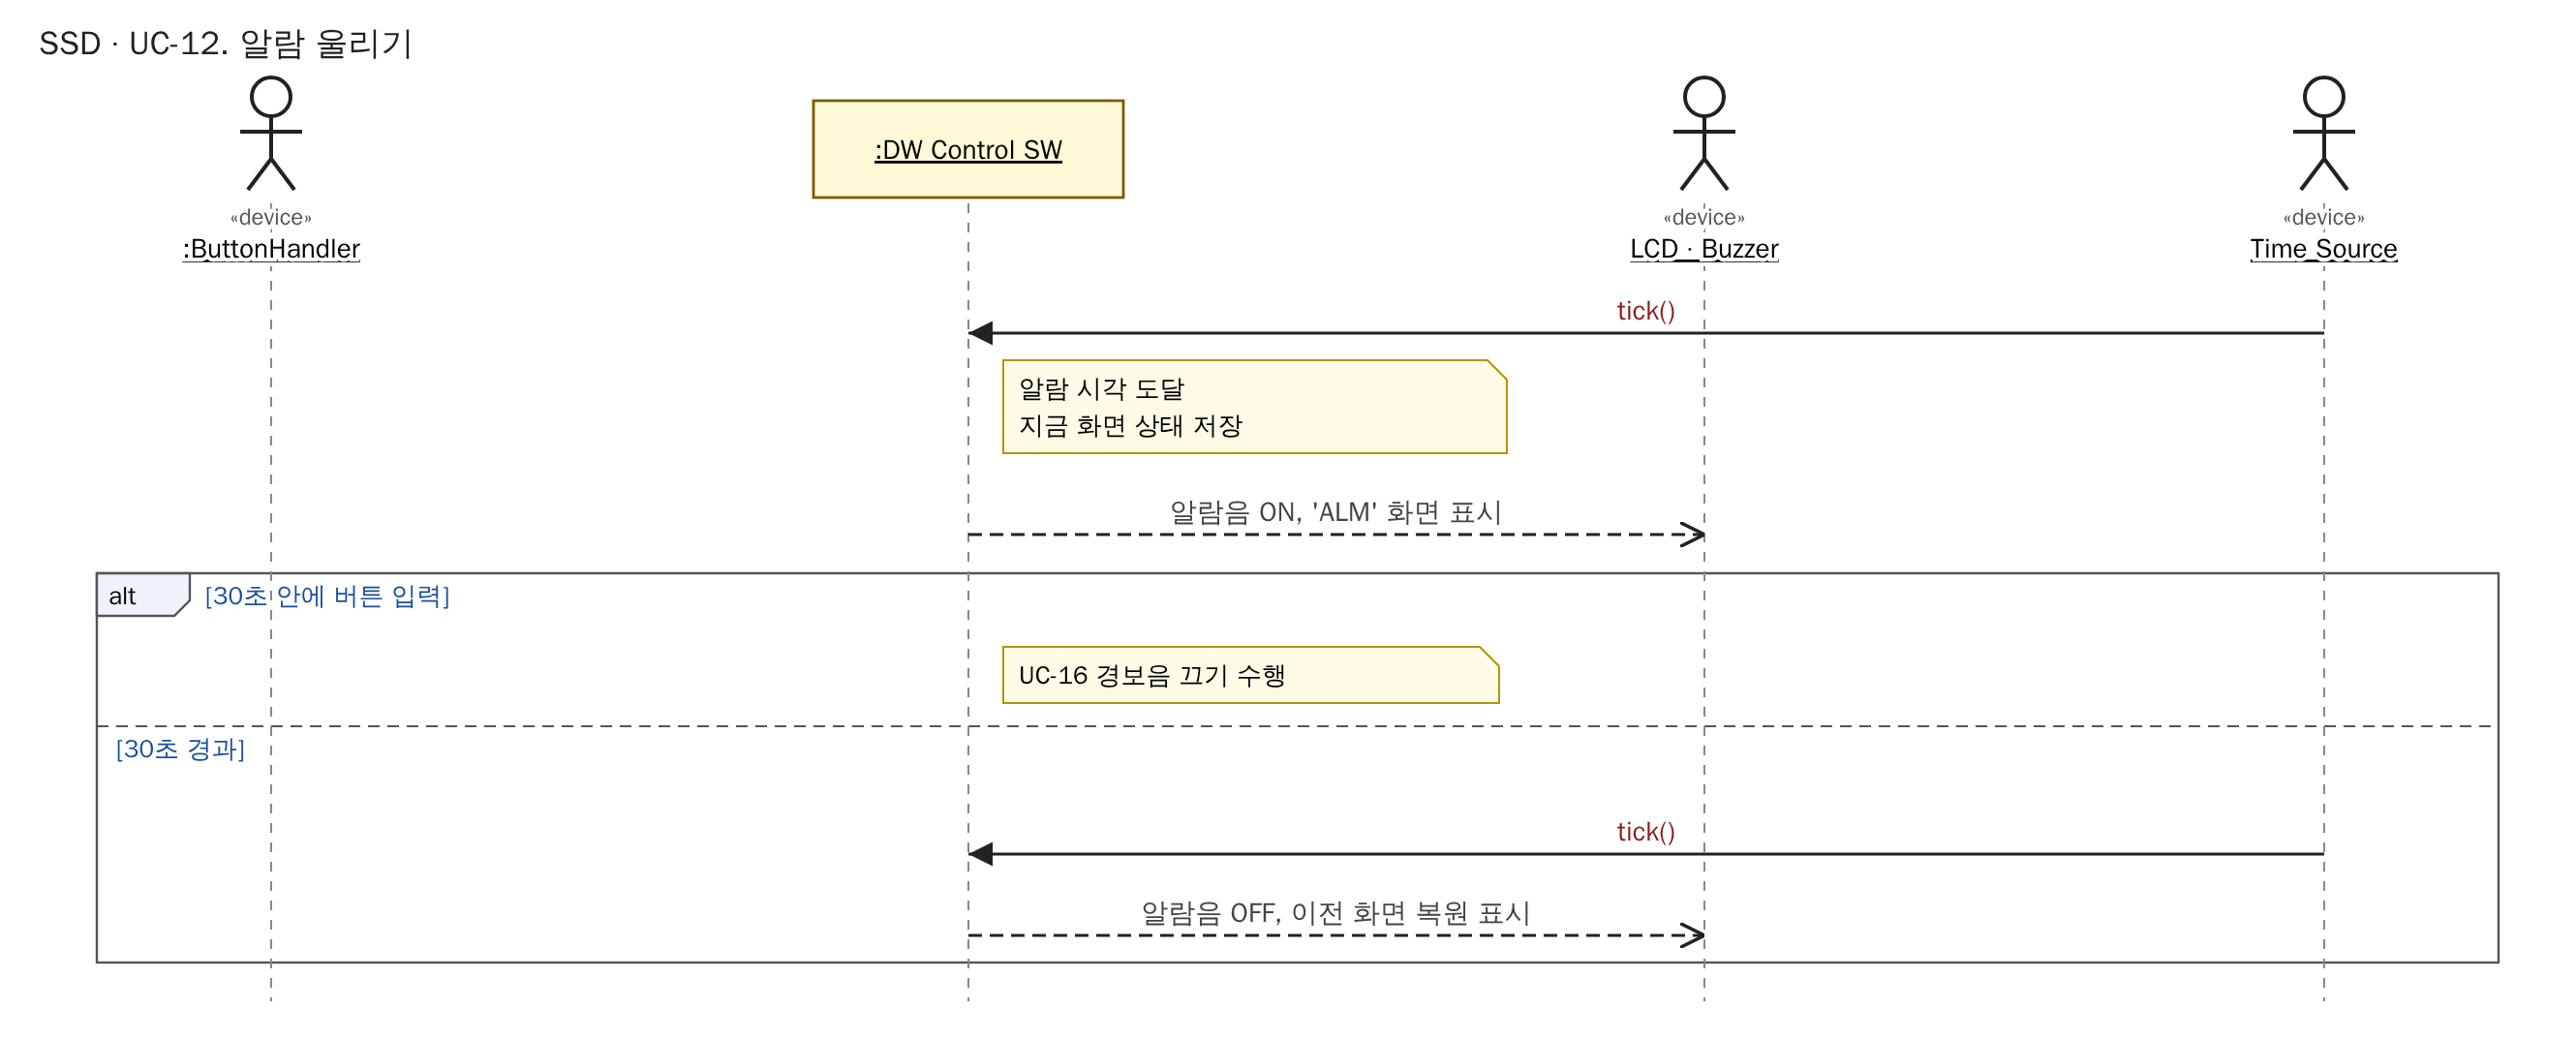 SSD · UC-12. 알람 울리기
:DW Control SW
«device»
:ButtonHandler
«device»
LCD · Buzzer
«device»
Time Source
tick()
알람 시각 도달
지금 화면 상태 저장
알람음 ON, 'ALM' 화면 표시
alt
[30초 안에 버튼 입력]
UC-16 경보음 끄기 수행
[30초 경과]
tick()
알람음 OFF, 이전 화면 복원 표시